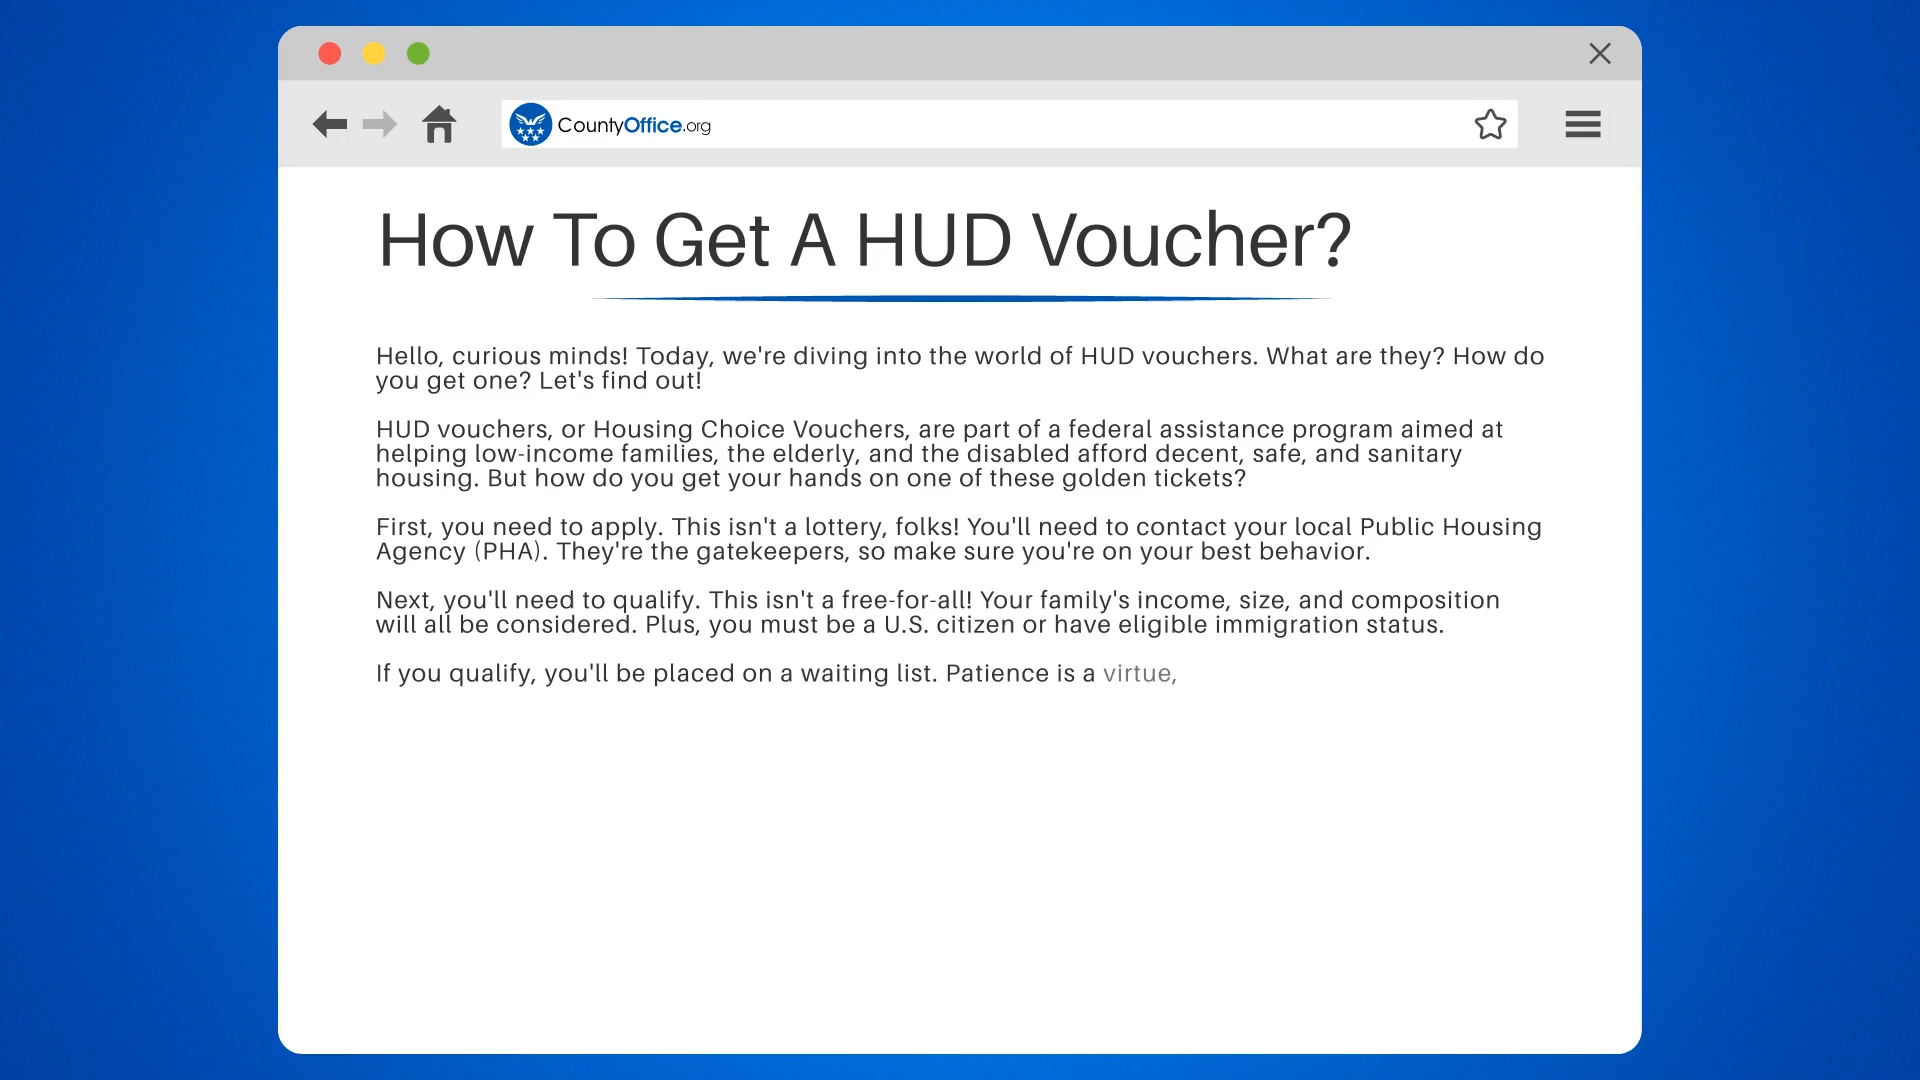 CountyOffice.org
How To Get A HUD Voucher?
Hello, curious minds! Today, we're diving into the world of HUD vouchers. What are they? How do
you get one? Let's find out!
HUD vouchers, or Housing Choice Vouchers, are part of a federal assistance program aimed at
helping low-income families, the elderly, and the disabled afford decent, safe, and sanitary
housing. But how do you get your hands on one of these golden tickets?
First, you need to apply. This isn't a lottery, folks! You'll need to contact your local Public Housing
Agency (PHA). They're the gatekeepers, so make sure you're on your best behavior.
Next, you'll need to qualify. This isn't a free-for-all! Your family's income, size, and composition
will all be considered. Plus, you must be a U.S. citizen or have eligible immigration status.
If you qualify, you'll be placed on a waiting list. Patience is a virtue,